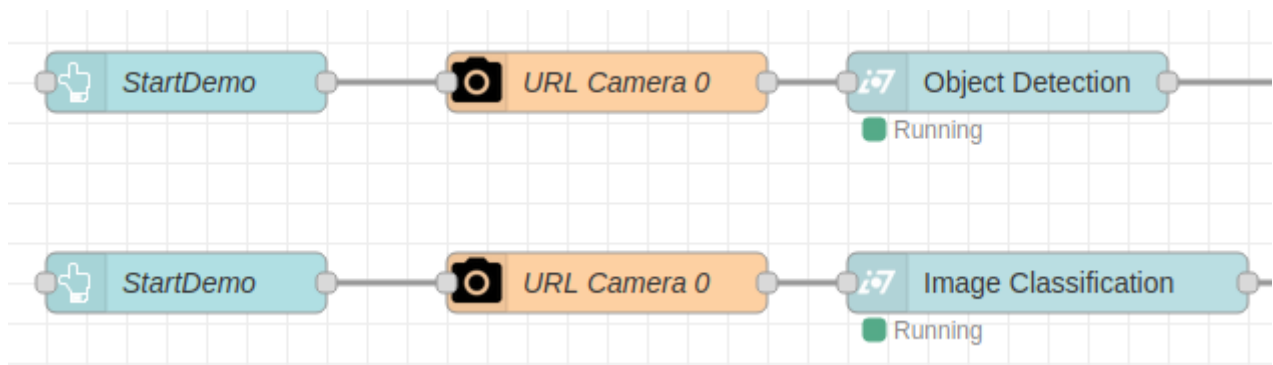 StartDemo
URL Camera 0
Object Detection
Running
StartDemo
URL Camera 0
Image Classification
Running